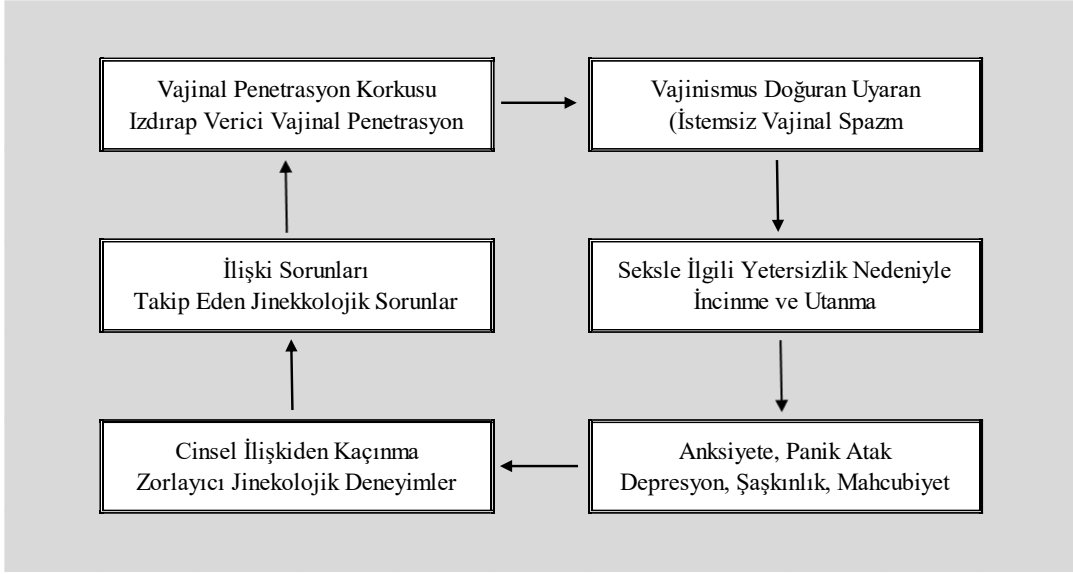 Vajinal Penetrasyon Korkusu
Izdırap Verici Vajinal Penetrasyon
Vajinismus Doğuran Uyaran
(İstemsiz Vajinal Spazm
Seksle İlgili Yetersizlik Nedeniyle
İncinme ve Utanma
Anksiyete, Panik Atak
Depresyon, Şaşkınlık, Mahcubiyet
Cinsel İlişkiden Kaçınma
Zorlayıcı Jinekolojik Deneyimler
İlişki Sorunları
Takip Eden Jinekkolojik Sorunlar